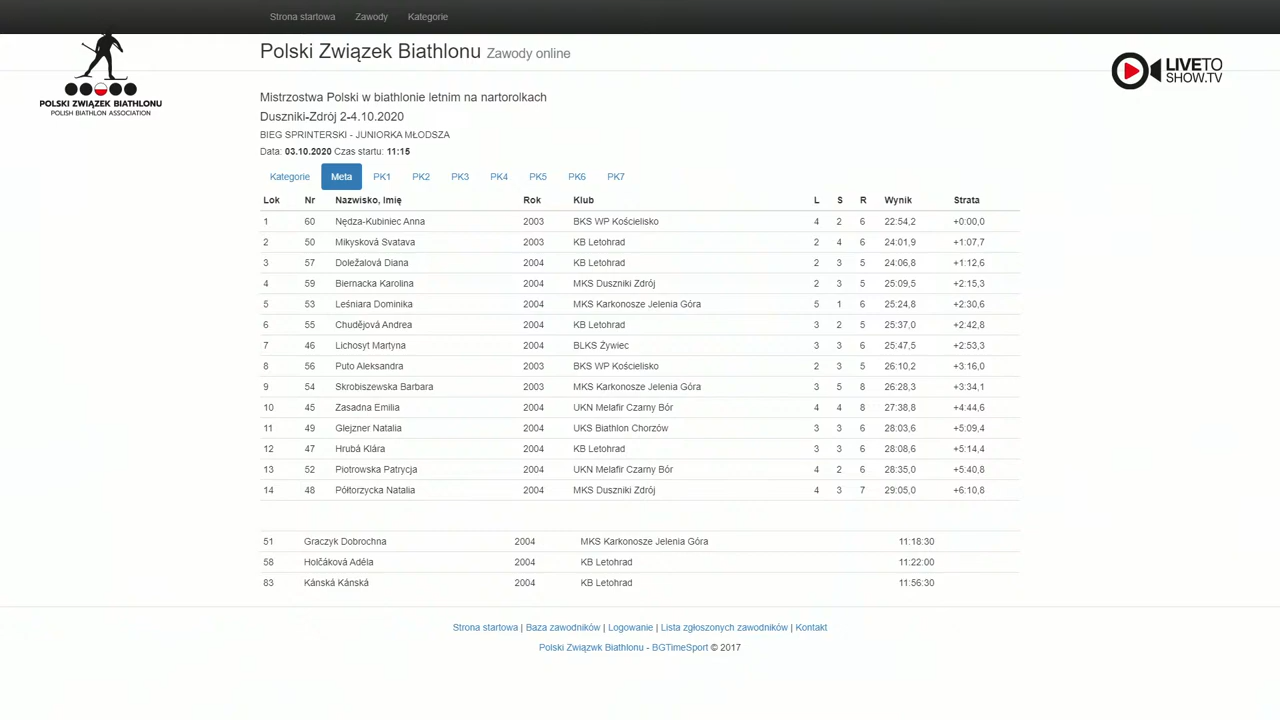 Strona startowa Zawody Kategorie
Polski Związek Biathlonu Zawody online
POLSKI ZWIĄZEK BIATHLONU
POLISH BIATHLON ASSOCIATION
LIVETO
SHOW.TV
Mistrzostwa Polski w biathlonie letnim na nartorolkach
Duszniki-Zdrój 2-4.10.2020
BIEG SPRINTERSKI - JUNIORKA MŁODSZA
Data: 03.10.2020 Czas startu: 11:15
Kategorie Meta PK1 PK2 PK3 PK4 PK5 PK6 PK7
Lok Nr Nazwisko, Imię Rok Klub L S R Wynik Strata
1 60 Nędza-Kubiniec Anna 2003 BKS WP Kościelisko 4 2 6 22:54,2 +0:00,0
2 50 Mikysková Svatava 2003 KB Letohrad 2 4 6 24:01,9 +1:07,7
3 57 Doležalová Diana 2004 KB Letohrad 2 3 5 24:06,8 +1:12,6
4 59 Biernacka Karolina 2004 MKS Duszniki Zdrój 2 3 5 25:09,5 +2:15,3
5 53 Leśniara Dominika 2004 MKS Karkonosze Jelenia Góra 5 1 6 25:24,8 +2:30,6
6 55 Chudějová Andrea 2004 KB Letohrad 3 2 5 25:37,0 +2:42,8
7 46 Lichosyt Martyna 2004 BLKS Żywiec 3 3 6 25:47,5 +2:53,3
8 56 Puto Aleksandra 2003 BKS WP Kościelisko 2 3 5 26:10,2 +3:16,0
9 54 Skrobiszewska Barbara 2003 MKS Karkonosze Jelenia Góra 3 5 8 26:28,3 +3:34,1
10 45 Zasadna Emilia 2004 UKN Melafir Czarny Bór 4 4 8 27:38,8 +4:44,6
11 49 Glejzner Natalia 2004 UKS Biathlon Chorzów 3 3 6 28:03,6 +5:09,4
12 47 Hrubá Klára 2004 KB Letohrad 3 3 6 28:08,6 +5:14,4
13 52 Piotrowska Patrycja 2004 UKN Melafir Czarny Bór 4 2 6 28:35,0 +5:40,8
14 48 Półtorzycka Natalia 2004 MKS Duszniki Zdrój 4 3 7 29:05,0 +6:10,8
51 Graczyk Dobrochna 2004 MKS Karkonosze Jelenia Góra 11:18:30
58 Holčáková Adéla 2004 KB Letohrad 11:22:00
83 Kánská Kánská 2004 KB Letohrad 11:56:30
Strona startowa | Baza zawodników | Logowanie | Lista zgłoszonych zawodników | Kontakt
Polski Związwk Biathlonu - BGTimeSport © 2017